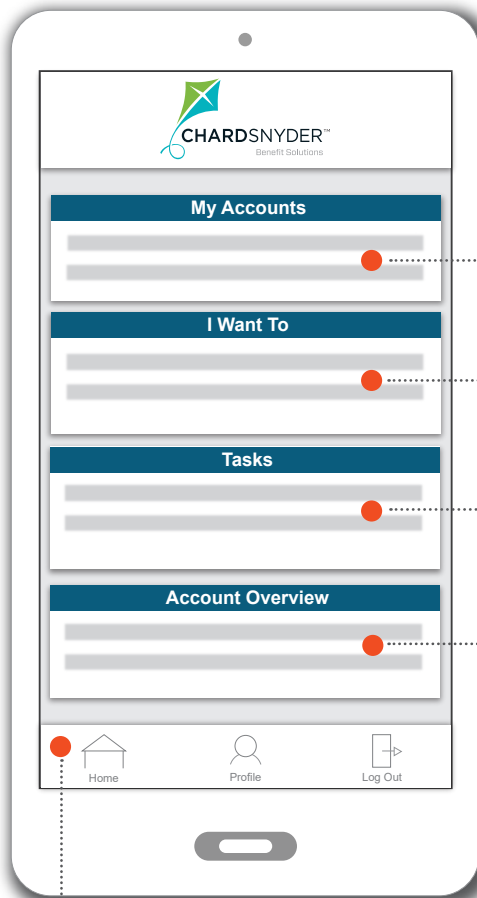 CHARDSNYDER™
Benefit Solutions
My Accounts
I Want To
Tasks
Account Overview
Home Profile Log Out